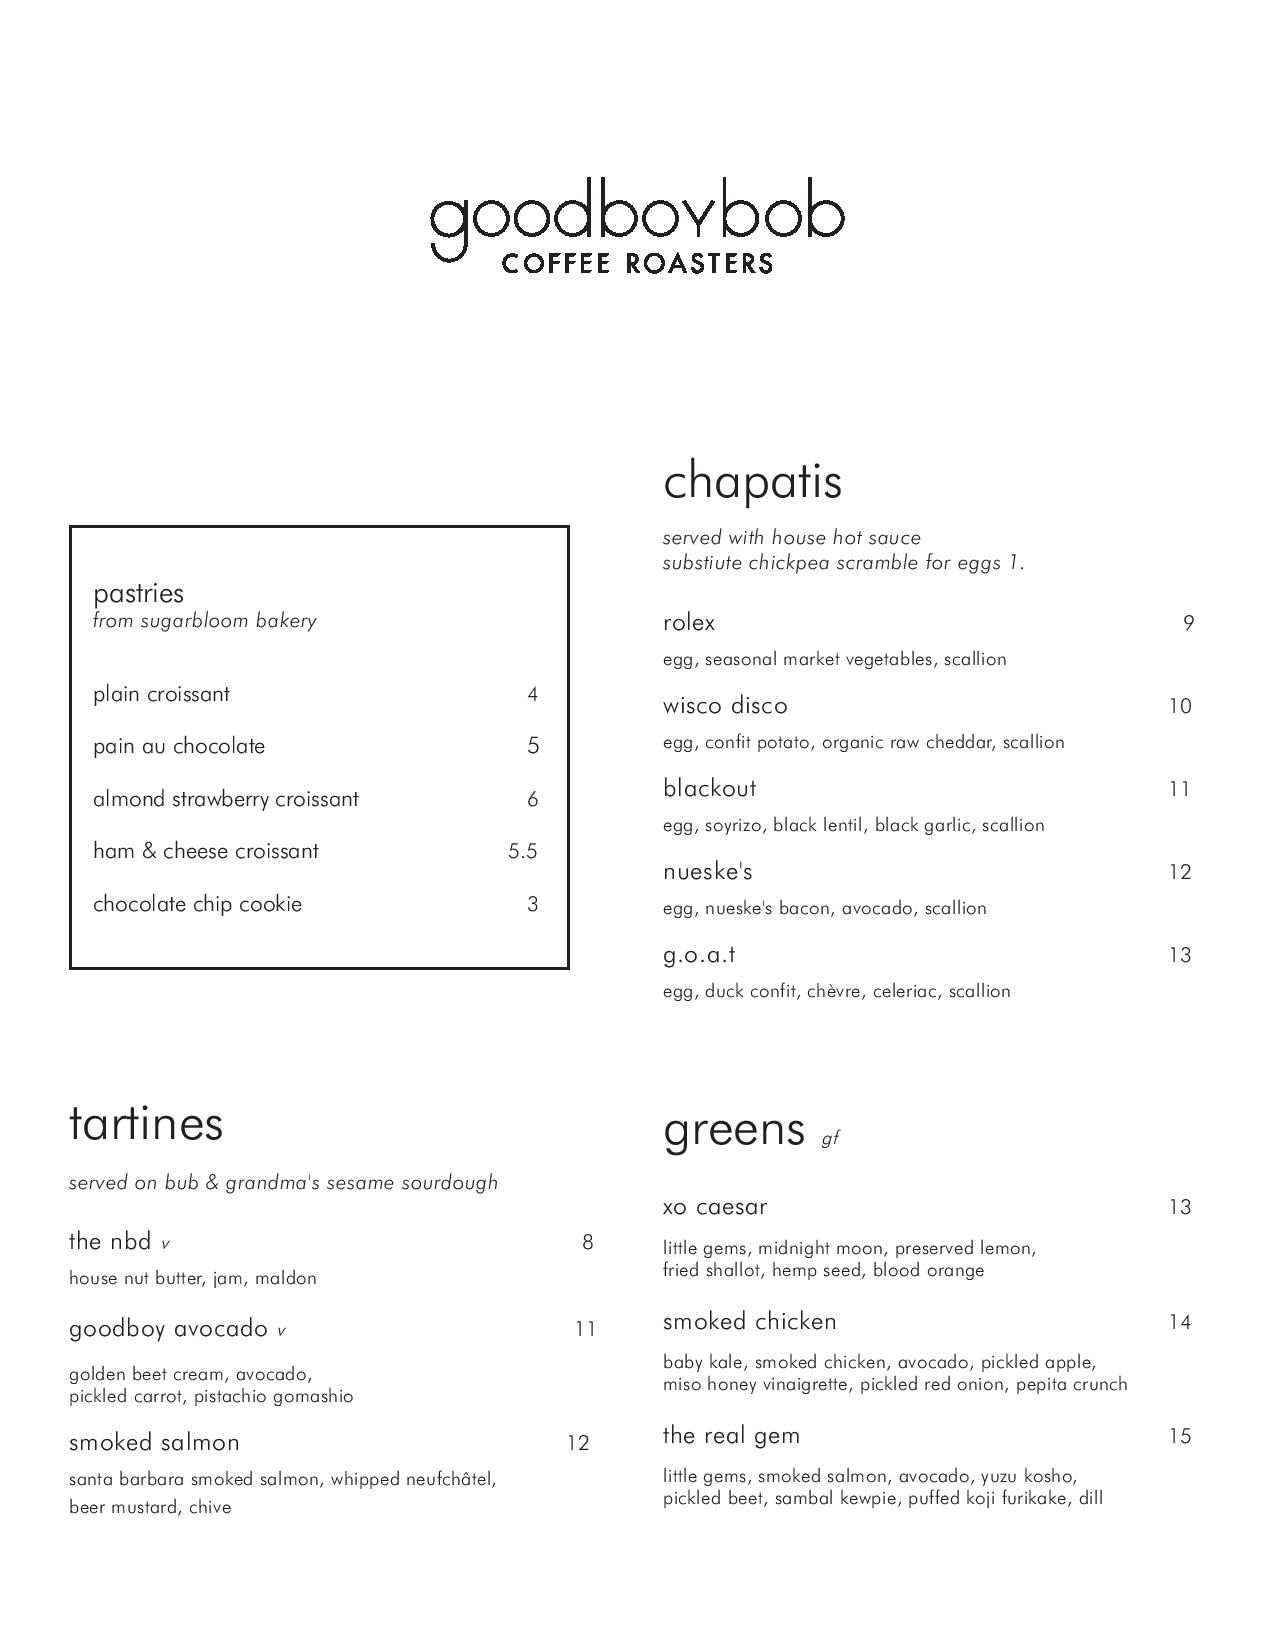 goodboybob
COFFEE ROASTERS
pastries
from sugarbloom bakery
plain croissant 4
pain au chocolate 5
almond strawberry croissant 6
ham & cheese croissant 5.5
chocolate chip cookie 3
chapatis
served with house hot sauce
substiute chickpea scramble for eggs 1.
rolex 9
egg, seasonal market vegetables, scallion
wisco disco 10
egg, confit potato, organic raw cheddar, scallion
blackout 11
egg, soyrizo, black lentil, black garlic, scallion
nueske's 12
egg, nueske's bacon, avocado, scallion
g.o.a.t 13
egg, duck confit, chèvre, celeriac, scallion
tartines
served on bub & grandma's sesame sourdough
the nbd v 8
house nut butter, jam, maldon
goodboy avocado v 11
golden beet cream, avocado,
pickled carrot, pistachio gomashio
smoked salmon 12
santa barbara smoked salmon, whipped neufchâtel,
beer mustard, chive
greens gf
xo caesar 13
little gems, midnight moon, preserved lemon,
fried shallot, hemp seed, blood orange
smoked chicken 14
baby kale, smoked chicken, avocado, pickled apple,
miso honey vinaigrette, pickled red onion, pepita crunch
the real gem 15
little gems, smoked salmon, avocado, yuzu kosho,
pickled beet, sambal kewpie, puffed koji furikake, dill